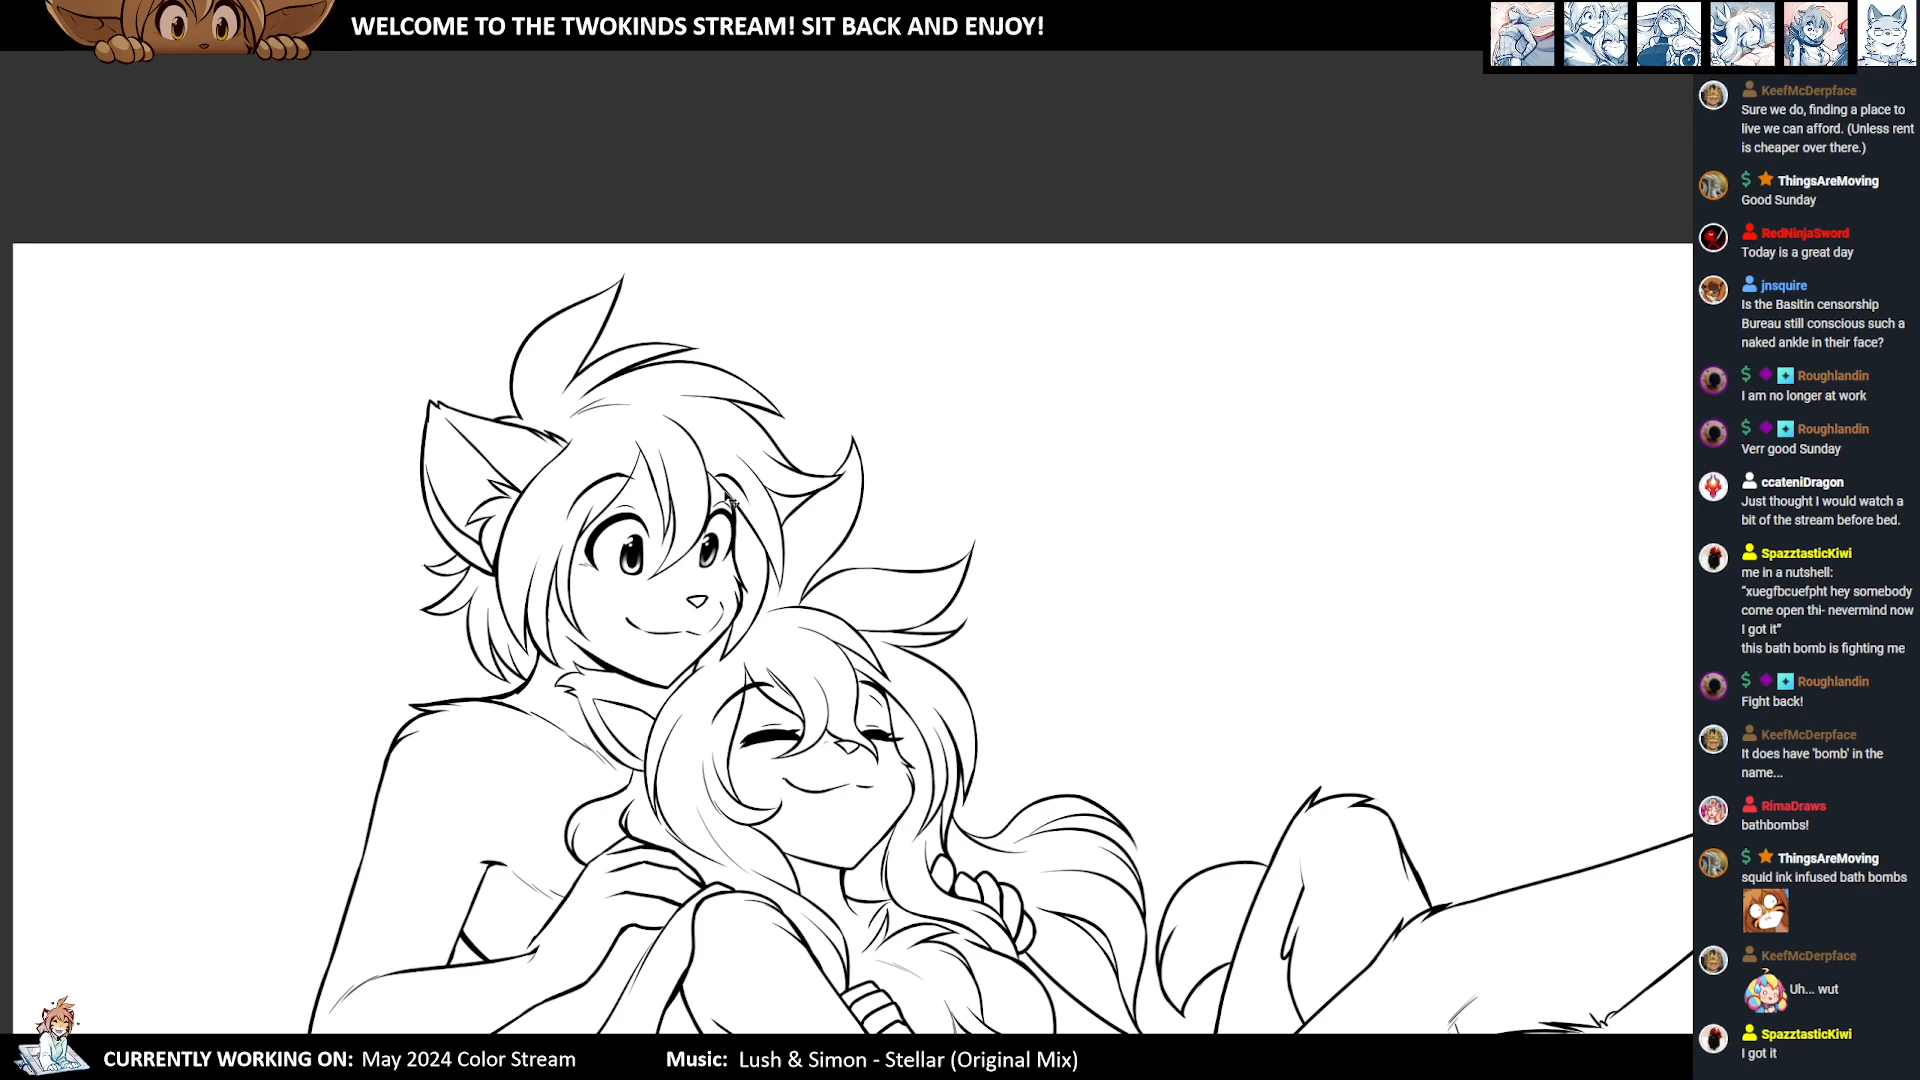 WELCOME TO THE TWOKINDS STREAM! SIT BACK AND ENJOY!
KeefMcDerpface
Sure we do, finding a place to
live we can afford. (Unless rent
is cheaper over there.)
ThingsAreMoving
Good Sunday
RedNinjaSword
Today is a great day
jnsquire
Is the Basitin censorship
Bureau still conscious such a
naked ankle in their face?
Roughlandin
I am no longer at work
Roughlandin
Verr good Sunday
ccateniDragon
Just thought I would watch a
bit of the stream before bed.
SpazztasticKiwi
me in a nutshell:
“xuegfbcuefpht hey somebody
come open thi- nevermind now
I got it”
this bath bomb is fighting me
Roughlandin
Fight back!
KeefMcDerpface
It does have 'bomb' in the
name...
RimaDraws
bathbombs!
ThingsAreMoving
squid ink infused bath bombs
KeefMcDerpface
Uh... wut
SpazztasticKiwi
I got it
CURRENTLY WORKING ON: May 2024 Color Stream
Music: Lush & Simon - Stellar (Original Mix)